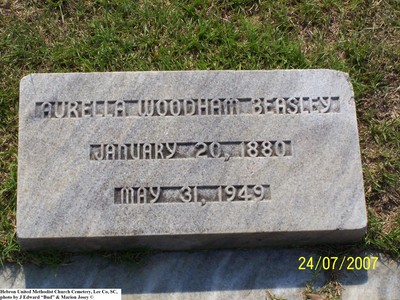 AURELLA WOODHAM BEASLEY
JANUARY 20, 1880
MAY 31, 1949
24/07/2007
Hebron United Methodist Church Cemetery, Lee Co, SC,
photo by J Edward "Bud" & Marion Josey ©